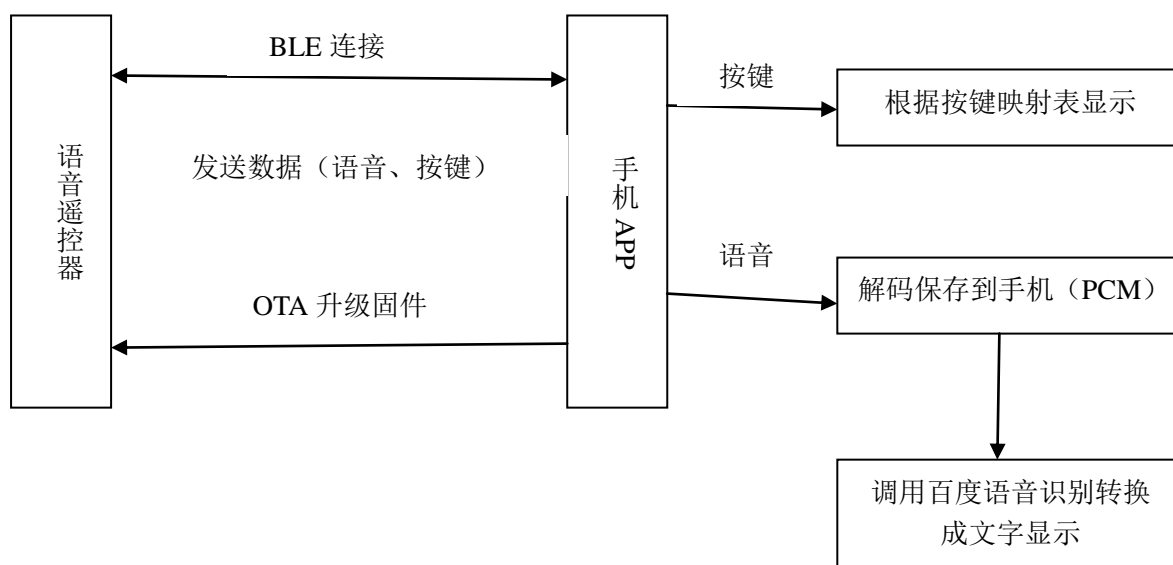 BLE 连接
按键
根据按键映射表显示
语音遥控器
发送数据（语音、按键）
手机 APP
语音
OTA 升级固件
解码保存到手机（PCM）
调用百度语音识别转换
成文字显示